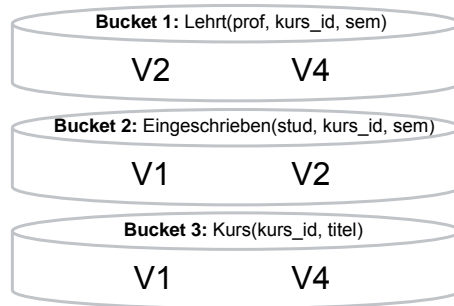 Bucket 1: Lehrt(prof, kurs_id, sem)
V2 V4
Bucket 2: Eingeschrieben(stud, kurs_id, sem)
V1 V2
Bucket 3: Kurs(kurs_id, titel)
V1 V4